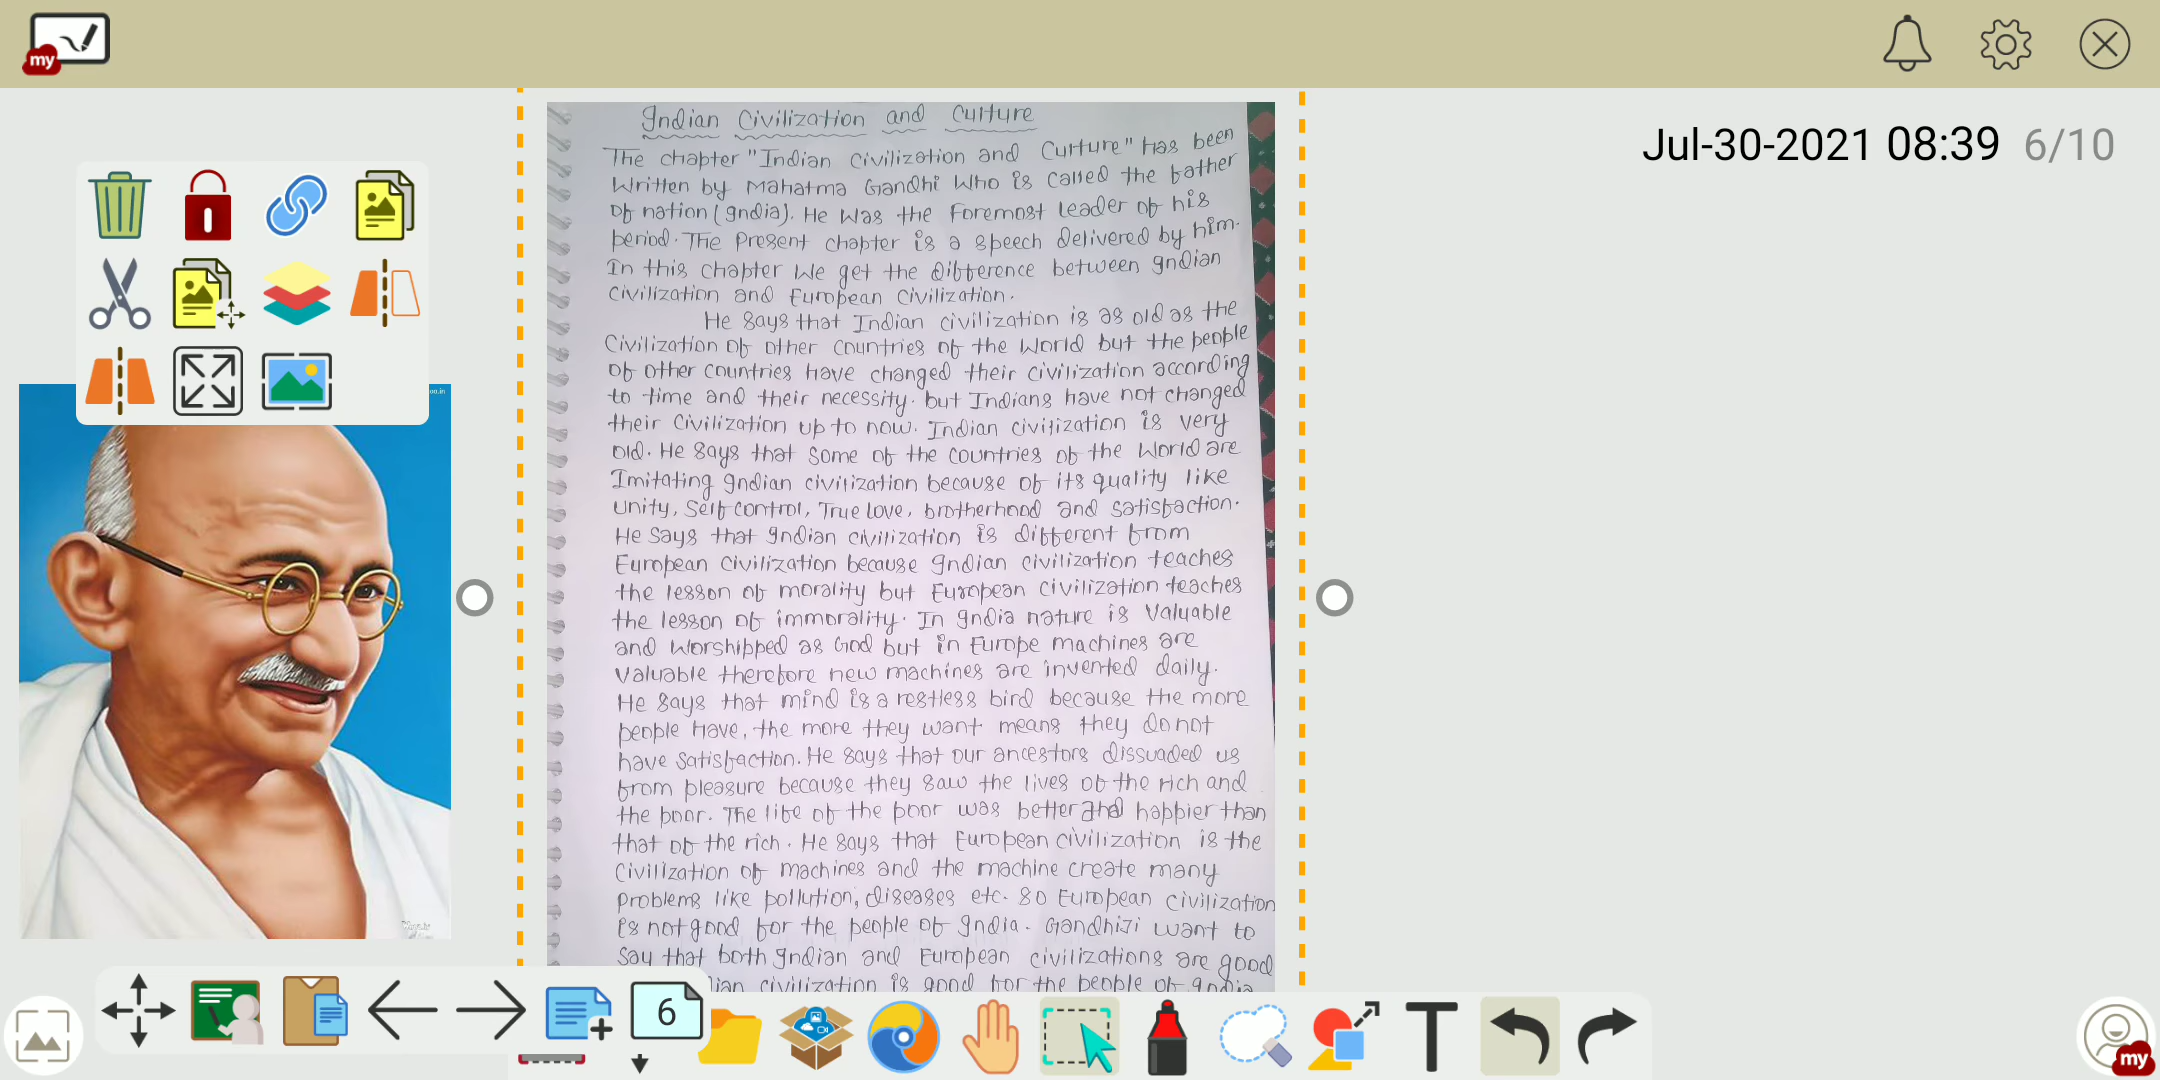 my
Jul-30-2021 08:39 6/10
Indian Civilization and Culture
The chapter "Indian Civilization and Culture" has been
Written by Mahatma Gandhi Who is Called the father
of nation (India). He Was the Foremost Leader of his
period. The Present chapter is a speech delivered by him.
In this chapter We get the difference between Indian
Civilization and European Civilization.
He Says that Indian civilization is as old as the
Civilization of other countries of the World but the people
of other countries have changed their civilization according
to time and their necessity. but Indians have not changed
their Civilization up to now. Indian civilization is very
old. He Says that Some of the countries of the World are
Imitating Indian civilization because of its quality like
Unity, Self control, True love, brotherhood and satisfaction.
He Says that Indian civilization is different from
European Civilization because Indian civilization teaches
the lesson of morality but European civilization teaches
the lesson of immorality. In India nature is Valuable
and Worshipped as God but in Europe machines are
Valuable therefore new machines are invented daily.
He Says that mind is a restless bird because the more
people have, the more they want means they do not
have Satisfaction. He Says that our ancestors dissuaded us
from pleasure because they saw the lives of the rich and
the poor. The life of the poor was better and happier than
that of the rich. He Says that European civilization is the
Civilization of machines and the machine create many
Problems like pollution, diseases etc. So European civilization
is not good for the people of India. Gandhiji want to
Say that both Indian and European civilizations are good
civilization is good for the people of India
6
T
my